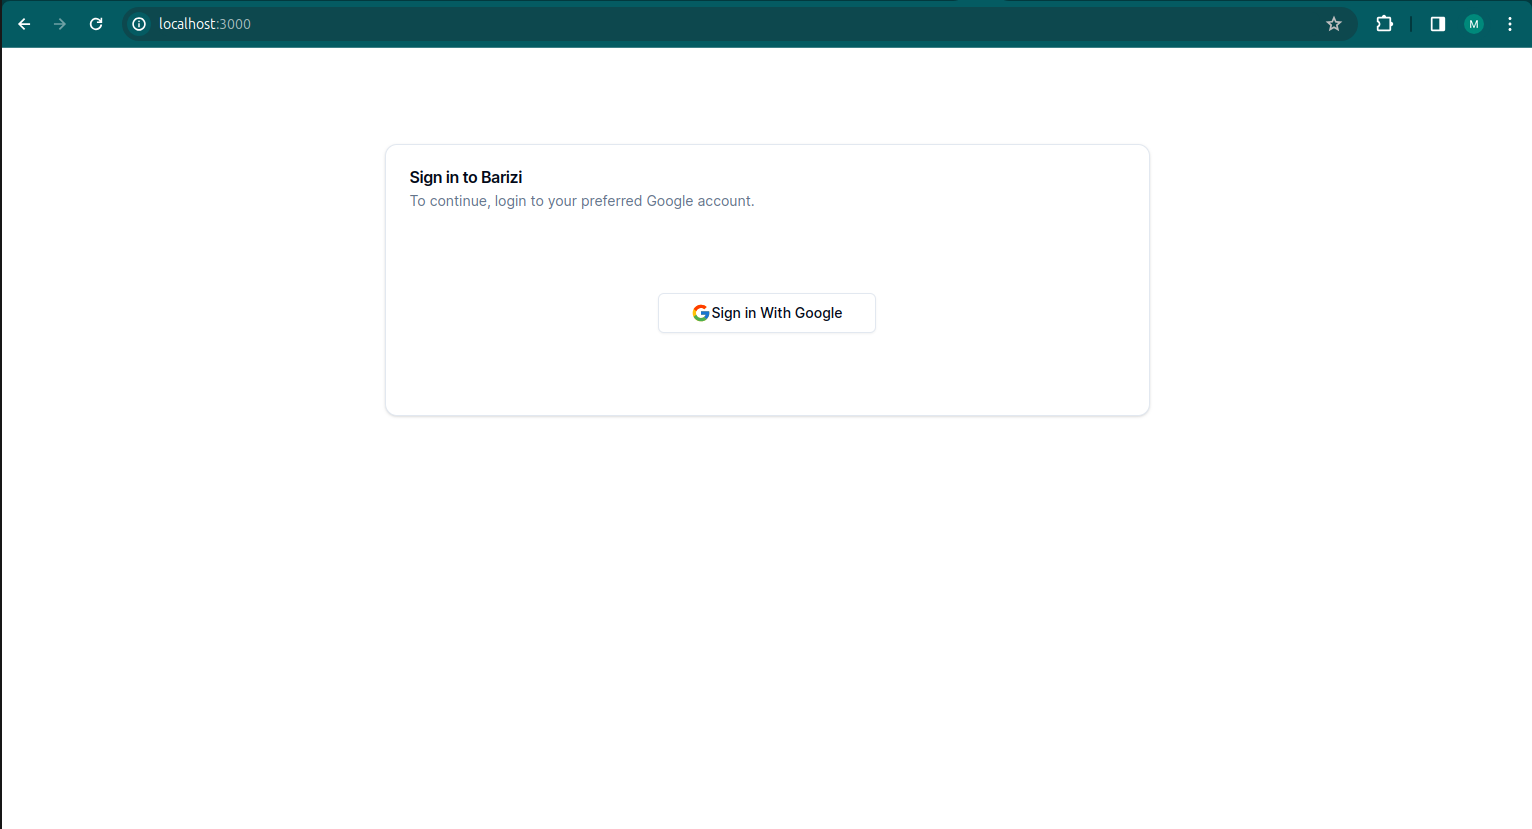 localhost:3000
M
Sign in to Barizi
To continue, login to your preferred Google account.
Sign in With Google